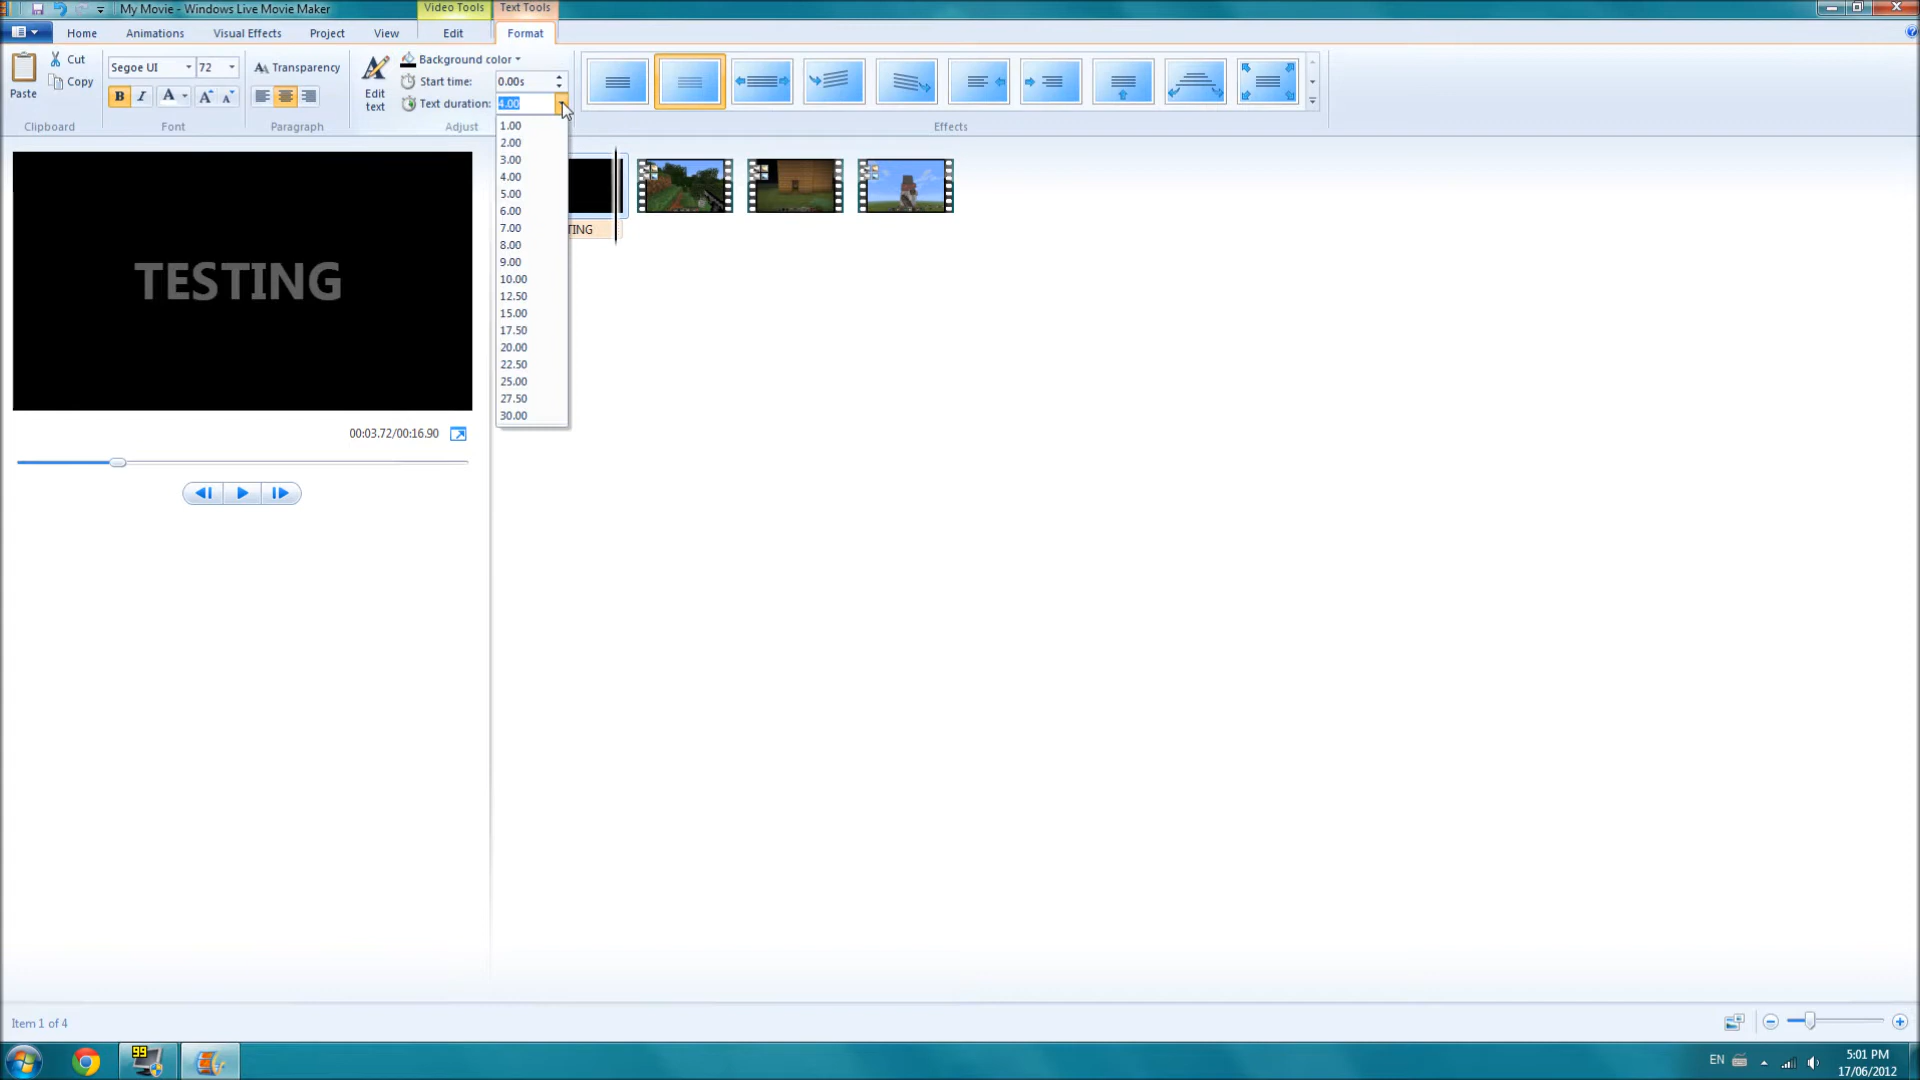 My Movie - Windows Live Movie Maker
Video Tools
Text Tools
Home
Animations
Visual Effects
Project
View
Edit
Format
Paste
Cut
Copy
Clipboard
Segoe UI
72
B
I
A
A
A
Font
Transparency
Paragraph
Edit
text
Background color
Start time:
0.00s
Text duration:
4.00
Adjust
Effects
1.00
2.00
3.00
4.00
5.00
6.00
7.00
8.00
9.00
10.00
12.50
15.00
17.50
20.00
22.50
25.00
27.50
30.00
TESTING
TING
00:03.72/00:16.90
Item 1 of 4
99
EN
5:01 PM
17/06/2012